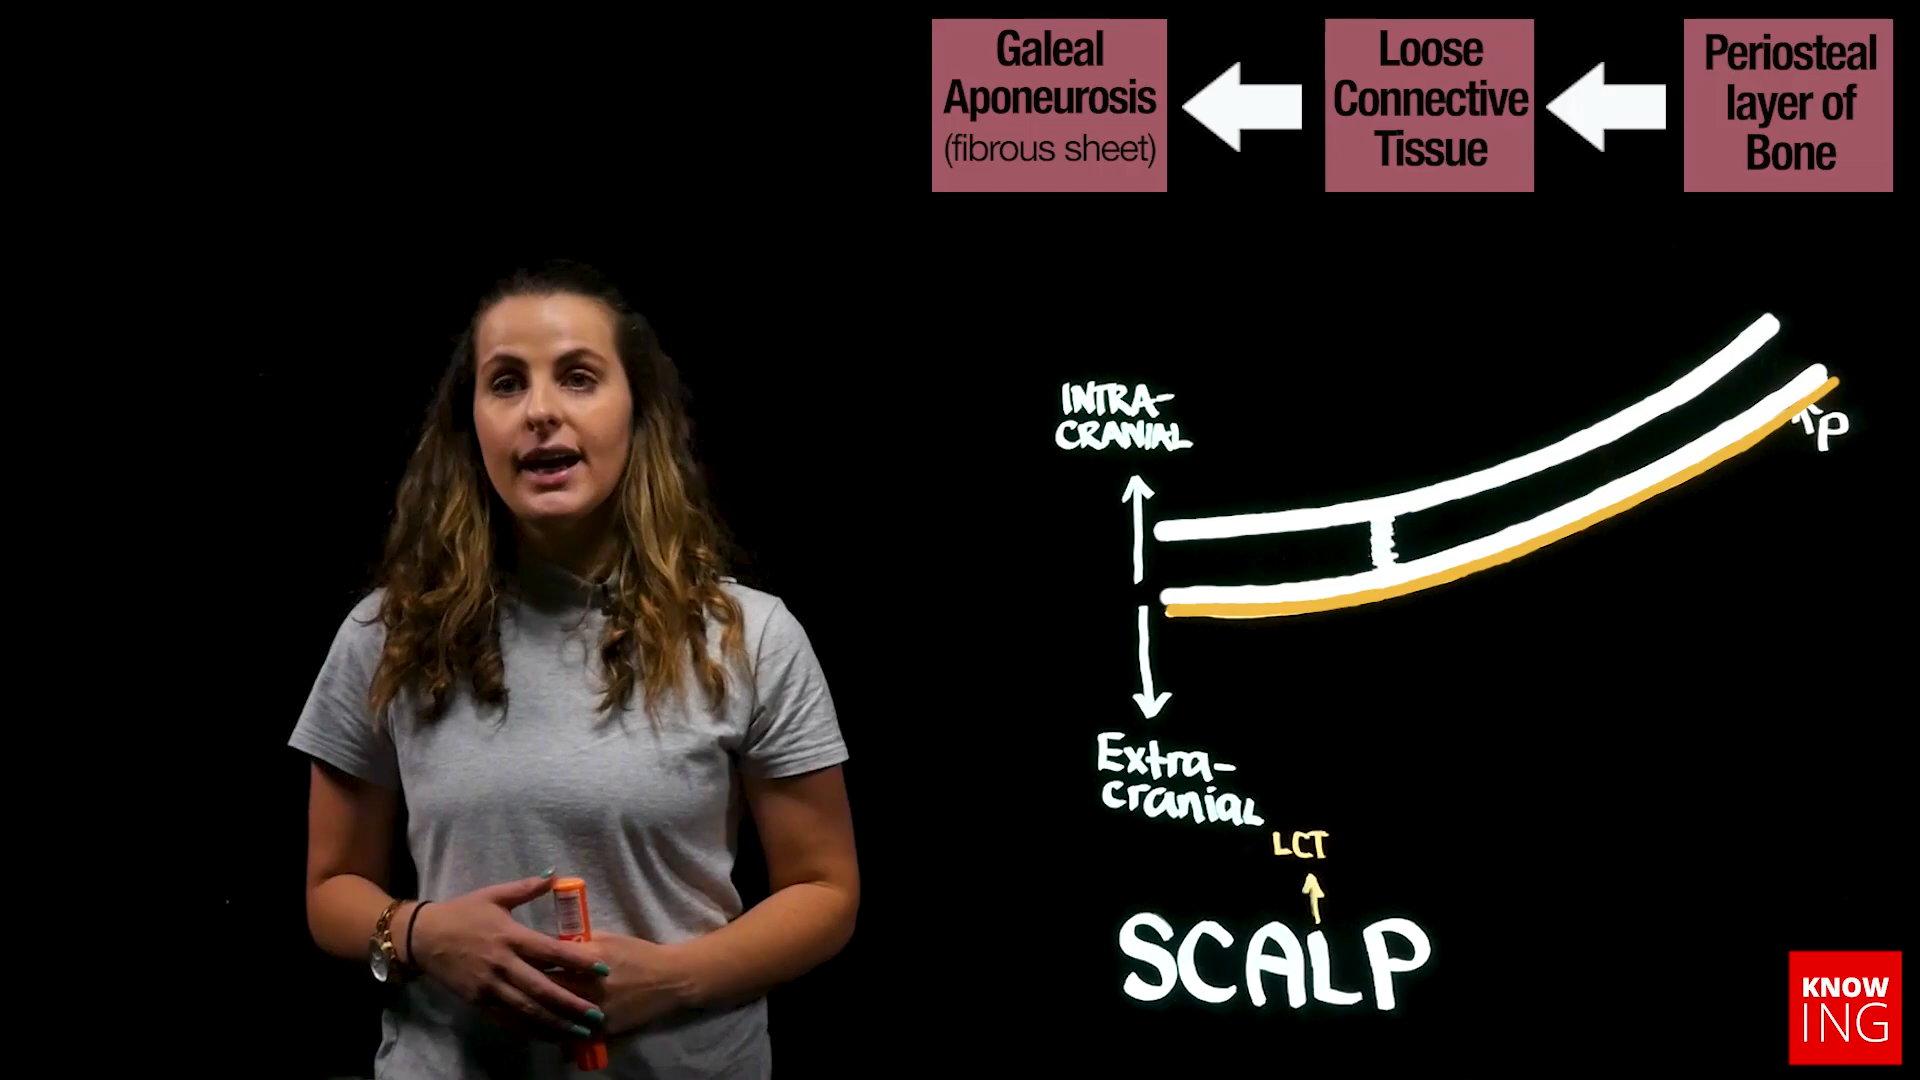 Galeal
Aponeurosis
(fibrous sheet)
Loose
Connective
Tissue
Periosteal
layer of
Bone
INTRA-
CRANIAL
P
Extra-
cranial
LCT
SCALP
KNOW
ING